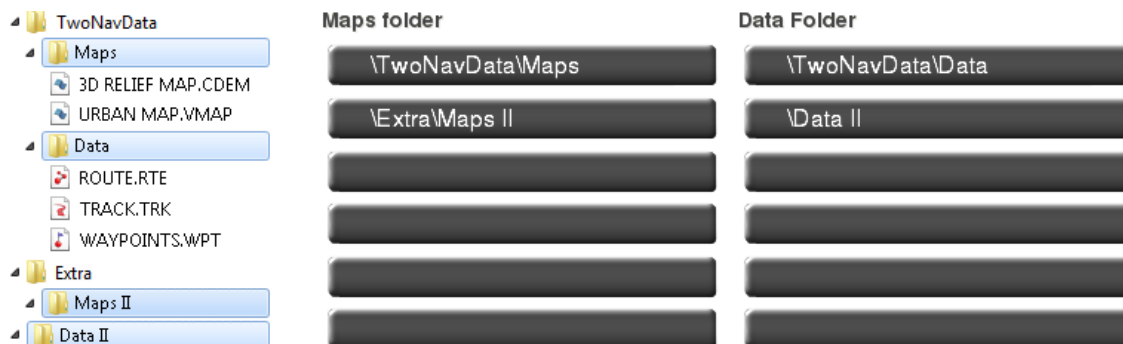 TwoNavData
Maps
3D RELIEF MAP.CDEM
URBAN MAP.VMAP
Data
ROUTE.RTE
TRACK.TRK
WAYPOINTS.WPT
Extra
Maps II
Data II
Maps folder
\TwoNavData\Maps
\Extra\Maps II
Data Folder
\TwoNavData\Data
\Data II